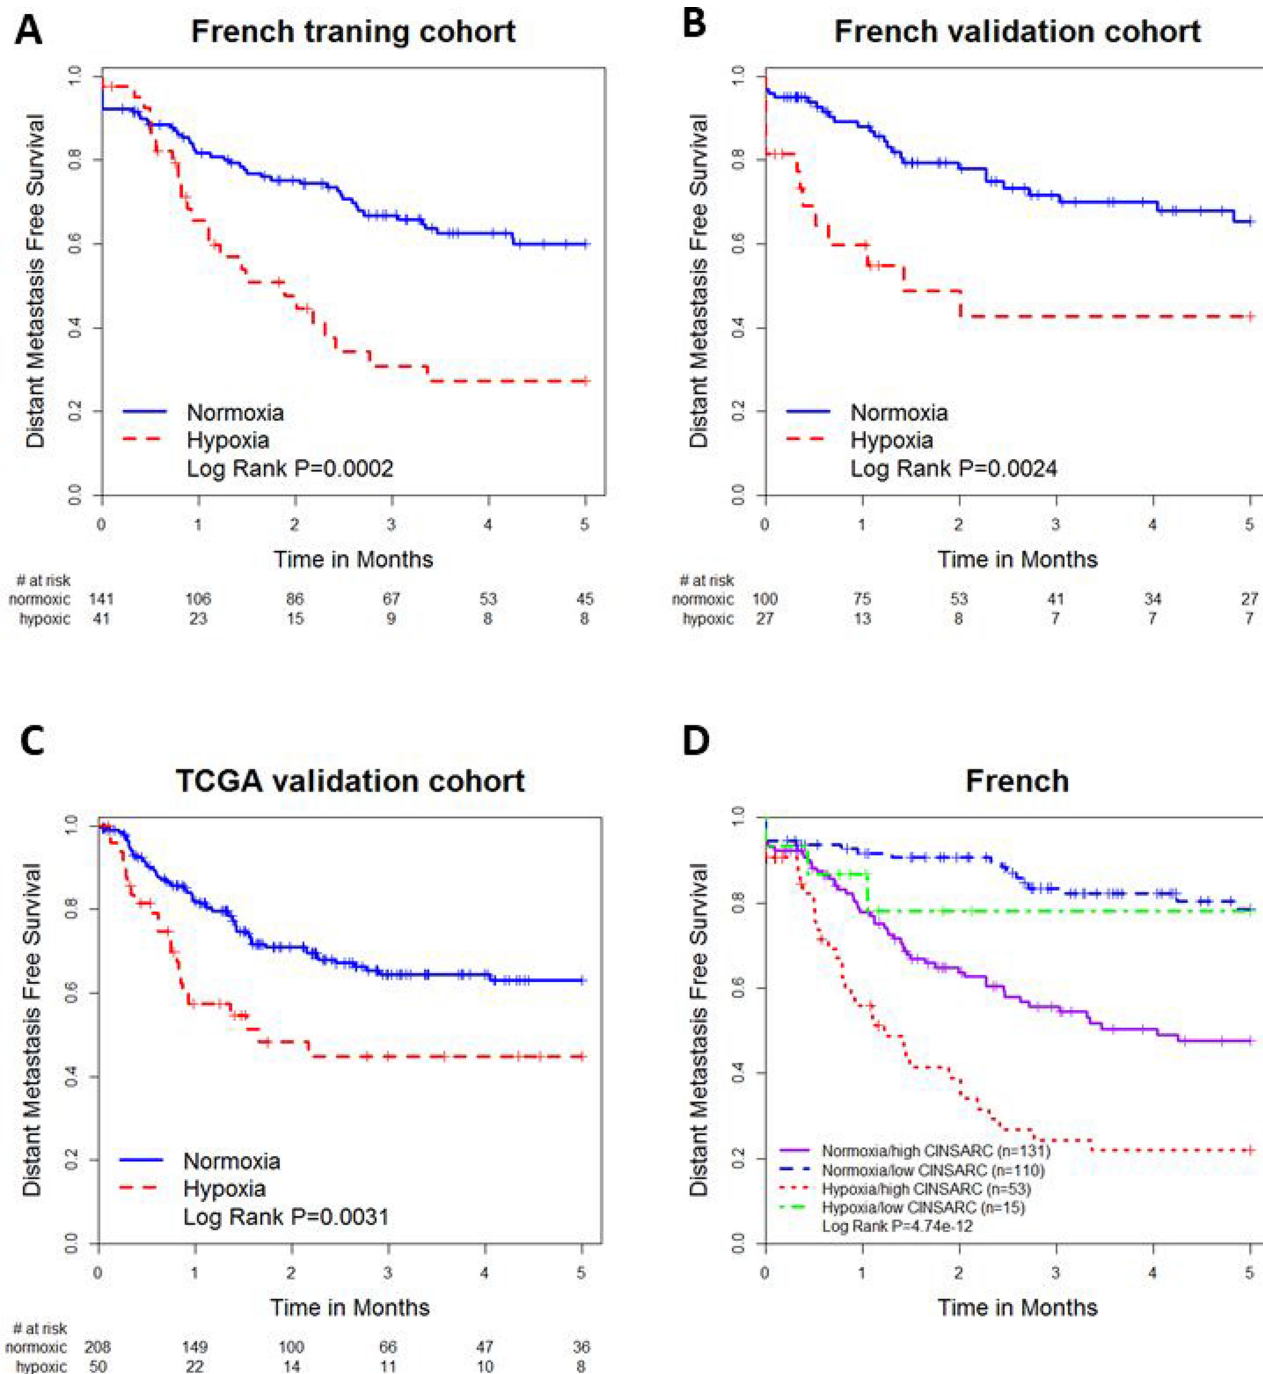 A
French traning cohort
Distant Metastasis Free Survival
1.0
0.8
0.6
0.4
0.2
0.0
Normoxia
Hypoxia
Log Rank P=0.0002
0 1 2 3 4 5
Time in Months
# at risk
normoxic 141 106 86 67 53 45
hypoxic 41 23 15 9 8 8
B
French validation cohort
Distant Metastasis Free Survival
1.0
0.8
0.6
0.4
0.2
0.0
Normoxia
Hypoxia
Log Rank P=0.0024
0 1 2 3 4 5
Time in Months
# at risk
normoxic 100 75 53 41 34 27
hypoxic 27 13 8 7 7 7
C
TCGA validation cohort
Distant Metastasis Free Survival
1.0
0.8
0.6
0.4
0.2
0.0
Normoxia
Hypoxia
Log Rank P=0.0031
0 1 2 3 4 5
Time in Months
# at risk
normoxic 208 149 100 66 47 36
hypoxic 50 22 14 11 10 8
D
French
Distant Metastasis Free Survival
1.0
0.8
0.6
0.4
0.2
0.0
Normoxia/high CINSARC (n=131)
Normoxia/low CINSARC (n=110)
Hypoxia/high CINSARC (n=53)
Hypoxia/low CINSARC (n=15)
Log Rank P=4.74e-12
0 1 2 3 4 5
Time in Months